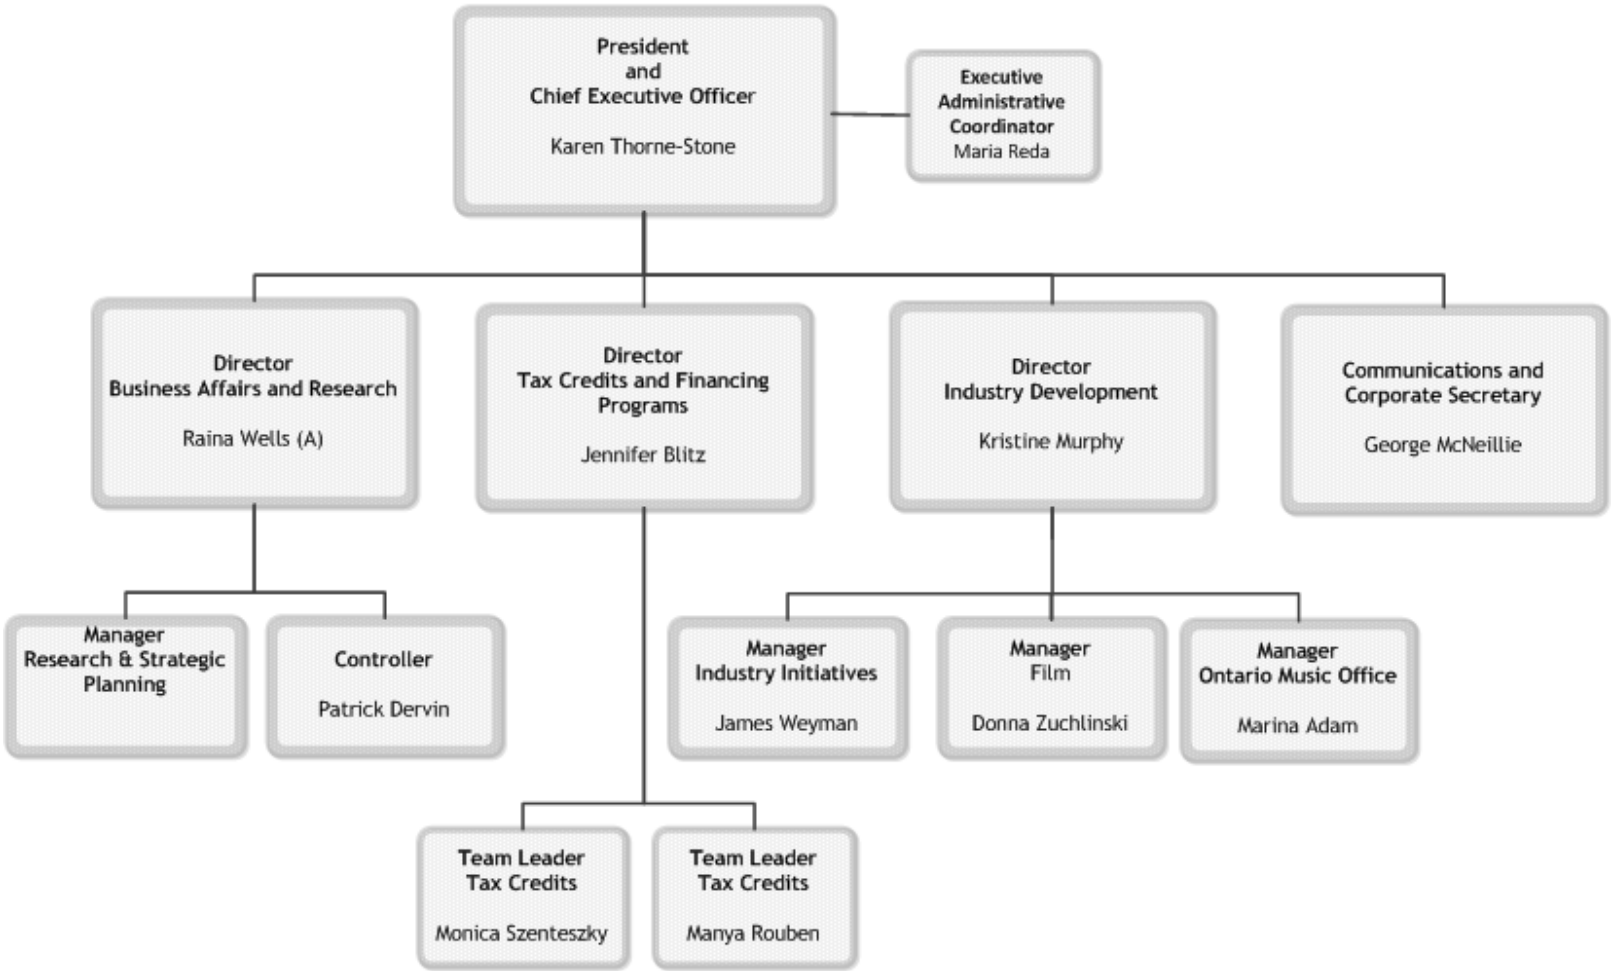 President
and
Chief Executive Officer
Karen Thorne-Stone
Executive
Administrative
Coordinator
Maria Reda
Director
Business Affairs and Research
Raina Wells (A)
Director
Tax Credits and Financing
Programs
Jennifer Blitz
Director
Industry Development
Kristine Murphy
Communications and
Corporate Secretary
George McNeillie
Manager
Research & Strategic
Planning
Controller
Patrick Dervin
Manager
Industry Initiatives
James Weyman
Manager
Film
Donna Zuchlinski
Manager
Ontario Music Office
Marina Adam
Team Leader
Tax Credits
Monica Szenteszky
Team Leader
Tax Credits
Manya Rouben